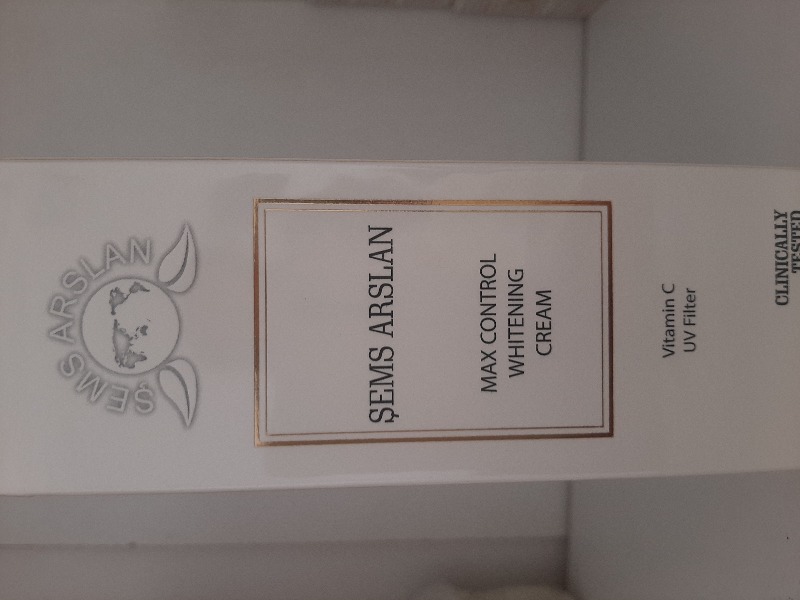 ŞEMS ARSLAN
ŞEMS ARSLAN
MAX CONTROL
WHITENING
CREAM
Vitamin C
UV Filter
CLINICALLY
TESTED